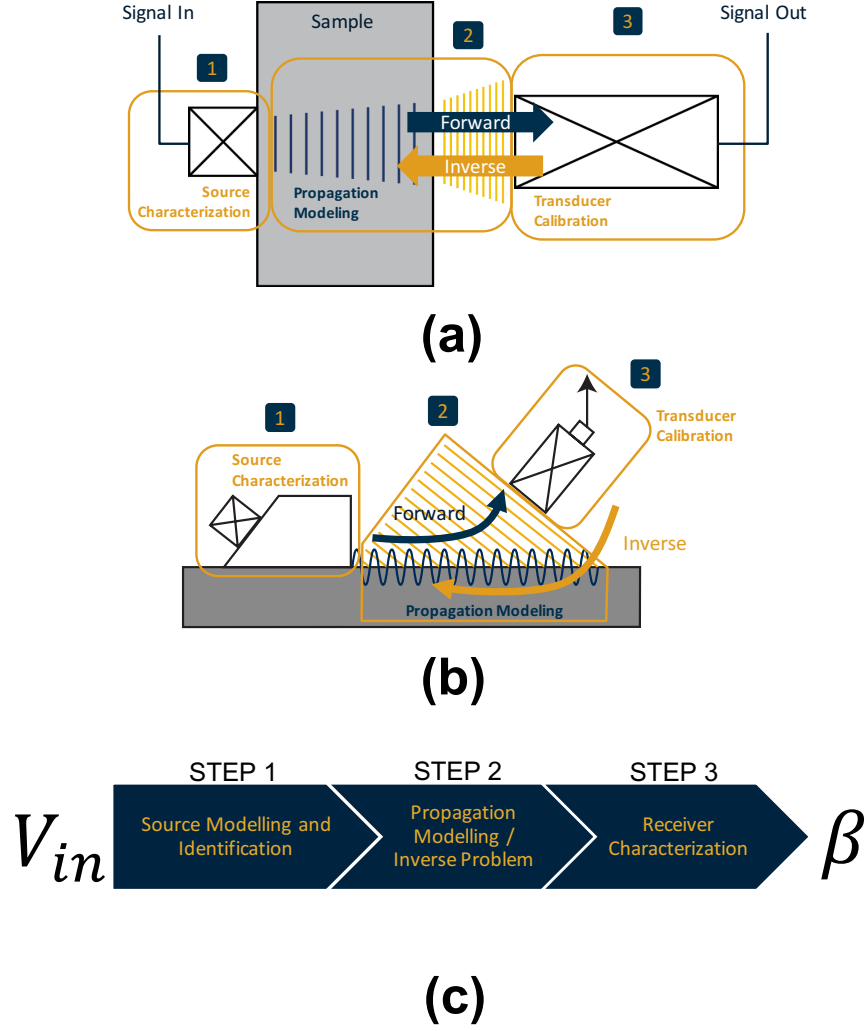 Signal In
Sample
Signal Out
1
2
3
Forward
Inverse
Source
Characterization
Propagation
Modeling
Transducer
Calibration
(a)
1
2
3
Transducer
Calibration
Source
Characterization
Forward
Inverse
Propagation Modeling
(b)
STEP 1
STEP 2
STEP 3
V_{in}
Source Modelling and
Identification
Propagation
Modelling /
Inverse Problem
Receiver
Characterization
β
(c)